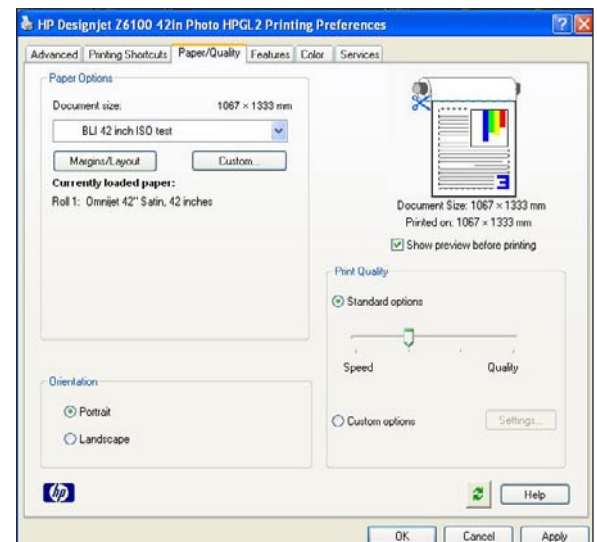 HP Designjet Z6100 42in Photo HPGL2 Printing Preferences
Advanced Printing Shortcuts Paper/Quality Features Color Services
Paper Options
Document size: 1067 × 1333 mm
BLI 42 inch ISO test
Margins/Layout Custom...
Currently loaded paper:
Roll 1: Omnijet 42" Satin, 42 inches
Document Size: 1067 × 1333 mm
Printed on: 1067 × 1333 mm
Show preview before printing
Print Quality
Standard options
Speed Quality
Custom options Settings...
Orientation
Portrait
Landscape
hp
Help
OK Cancel Apply